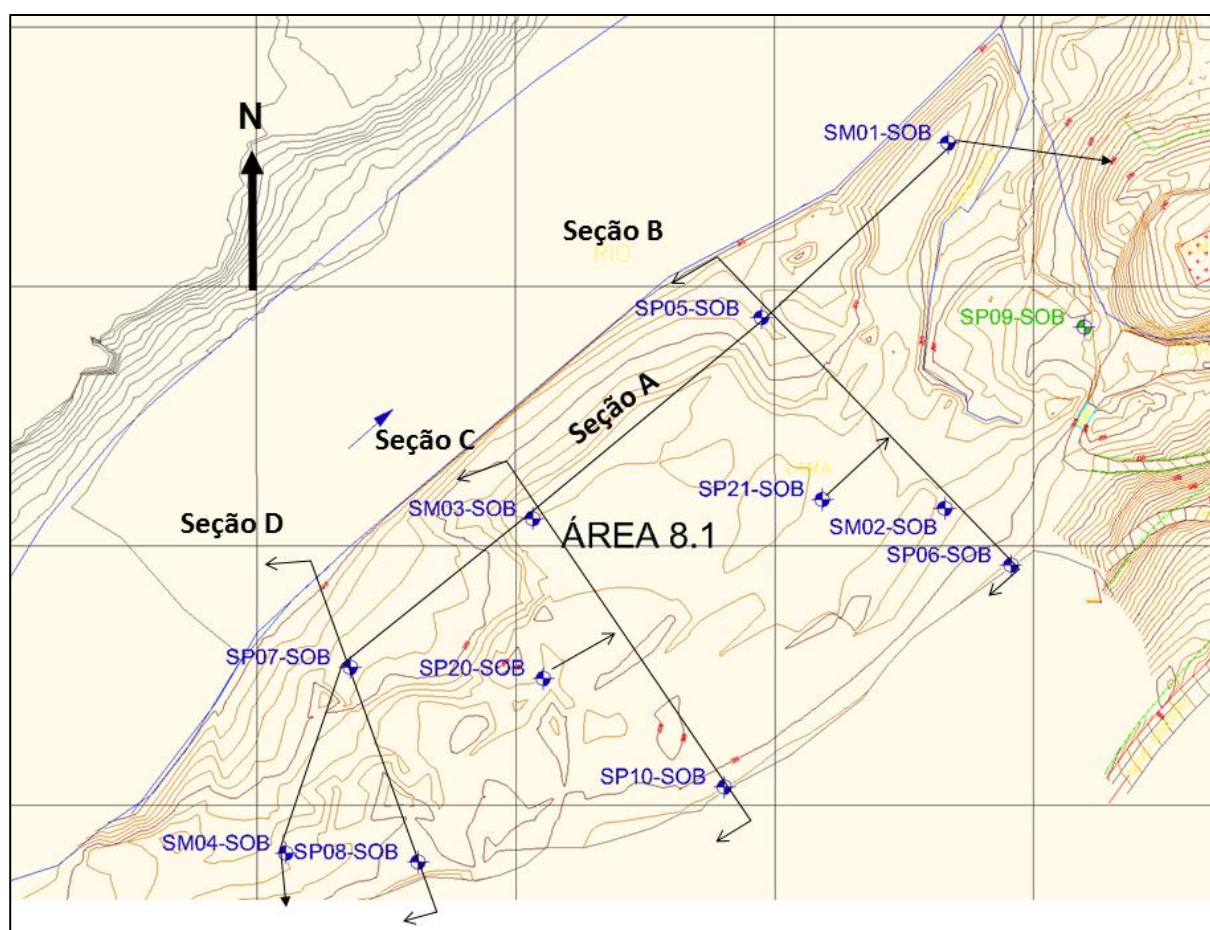 N
SM01-SOB
Seção B
RIO
SP05-SOB
SP09-SOB
Seção A
Seção C
LAMA
SP21-SOB
SM03-SOB
SM02-SOB
Seção D
ÁREA 8.1
SP06-SOB
SP07-SOB
SP20-SOB
SP10-SOB
SM04-SOB
SP08-SOB